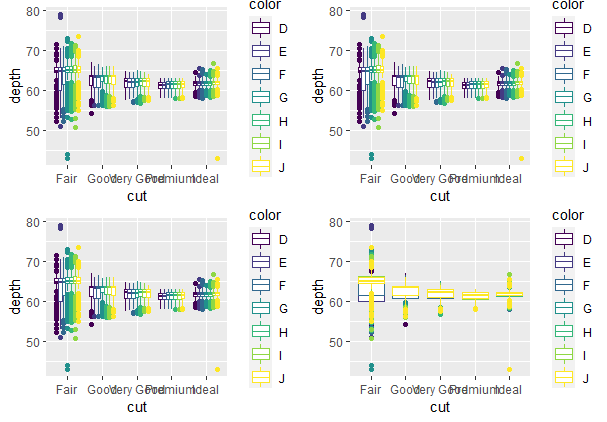 color
80
70
60
50
depth
Fair
Good
Very Good
Premium
Ideal
cut
D
E
F
G
H
I
J
color
80
70
60
50
depth
Fair
Good
Very Good
Premium
Ideal
cut
D
E
F
G
H
I
J
color
80
70
60
50
depth
Fair
Good
Very Good
Premium
Ideal
cut
D
E
F
G
H
I
J
color
80
70
60
50
depth
Fair
Good
Very Good
Premium
Ideal
cut
D
E
F
G
H
I
J